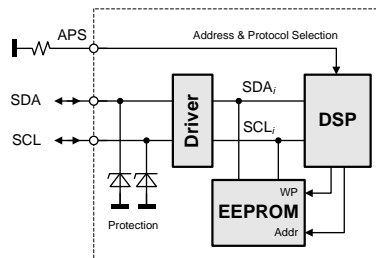 APS
Address & Protocol Selection
SDA
SDAi
SCL
SCLi
Driver
DSP
WP
EEPROM
Addr
Protection